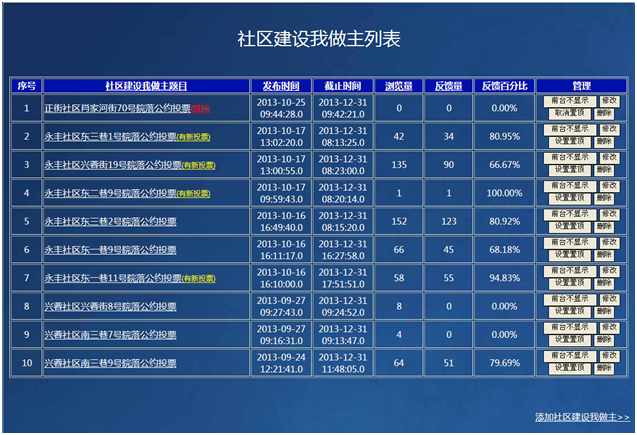 社区建设我做主列表
序号 社区建设我做主题目 发布时间 截止时间 浏览量 反馈量 反馈百分比 管理
1 正街社区肖家河街70号院落公约投票(置顶) 2013-10-25 09:44:28.0 2013-12-31 09:42:21.0 0 0 0.00% 前台不显示 修改 取消置顶 删除
2 永丰社区东三巷1号院落公约投票(有新投票) 2013-10-17 13:02:20.0 2013-12-31 08:13:25.0 42 34 80.95% 前台不显示 修改 设置置顶 删除
3 永丰社区兴蓉街19号院落公约投票(有新投票) 2013-10-17 13:00:55.0 2013-12-31 08:23:00.0 135 90 66.67% 前台不显示 修改 设置置顶 删除
4 永丰社区东二巷9号院落公约投票(有新投票) 2013-10-17 09:59:43.0 2013-12-31 08:20:14.0 1 1 100.00% 前台不显示 修改 设置置顶 删除
5 永丰社区东三巷2号院落公约投票 2013-10-16 16:49:40.0 2013-12-31 08:15:20.0 152 123 80.92% 前台不显示 修改 设置置顶 删除
6 永丰社区东一巷9号院落公约投票 2013-10-16 16:11:17.0 2013-12-31 16:27:58.0 66 45 68.18% 前台不显示 修改 设置置顶 删除
7 永丰社区东一巷11号院落公约投票(有新投票) 2013-10-16 16:10:00.0 2013-12-31 17:51:51.0 58 55 94.83% 前台不显示 修改 设置置顶 删除
8 兴蓉社区兴蓉街8号院落公约投票 2013-09-27 09:27:43.0 2013-12-31 09:24:52.0 8 0 0.00% 前台不显示 修改 设置置顶 删除
9 兴蓉社区南三巷7号院落公约投票 2013-09-27 09:16:31.0 2013-12-31 09:13:47.0 4 0 0.00% 前台不显示 修改 设置置顶 删除
10 兴蓉社区南三巷9号院落公约投票 2013-09-24 12:21:41.0 2013-12-31 11:48:05.0 64 51 79.69% 前台不显示 修改 设置置顶 删除
添加社区建设我做主>>